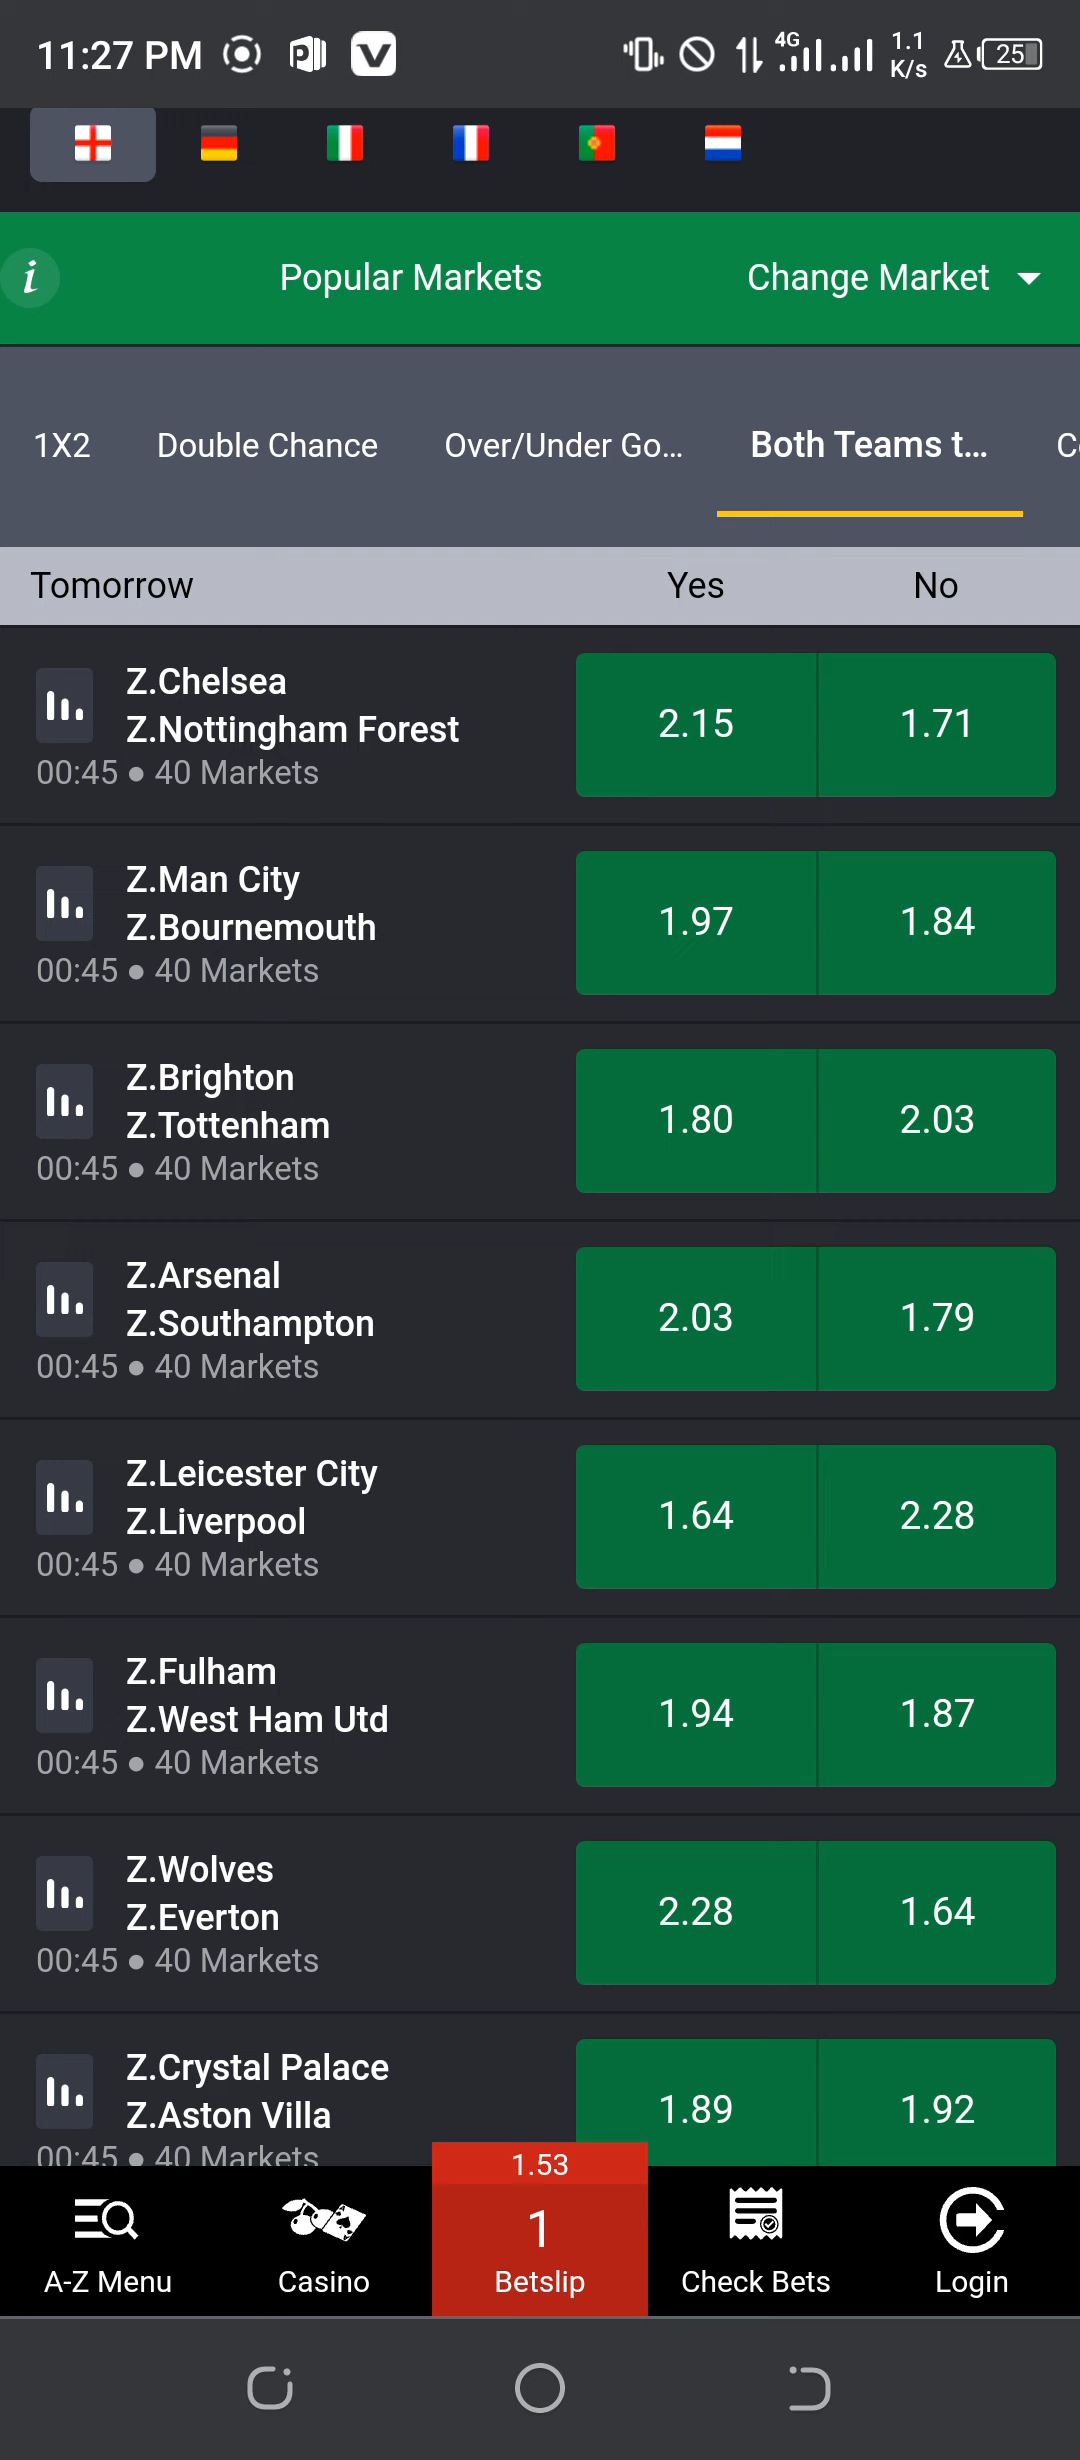 11:27 PM 4G 1.1 K/s 25
i Popular Markets Change Market
1X2 Double Chance Over/Under Go... Both Teams t...
Tomorrow Yes No
Z.Chelsea
Z.Nottingham Forest
00:45 ● 40 Markets
2.15 1.71
Z.Man City
Z.Bournemouth
00:45 ● 40 Markets
1.97 1.84
Z.Brighton
Z.Tottenham
00:45 ● 40 Markets
1.80 2.03
Z.Arsenal
Z.Southampton
00:45 ● 40 Markets
2.03 1.79
Z.Leicester City
Z.Liverpool
00:45 ● 40 Markets
1.64 2.28
Z.Fulham
Z.West Ham Utd
00:45 ● 40 Markets
1.94 1.87
Z.Wolves
Z.Everton
00:45 ● 40 Markets
2.28 1.64
Z.Crystal Palace
Z.Aston Villa
00:45 ● 40 Markets
1.89 1.92
1.53
1
A-Z Menu Casino Betslip Check Bets Login